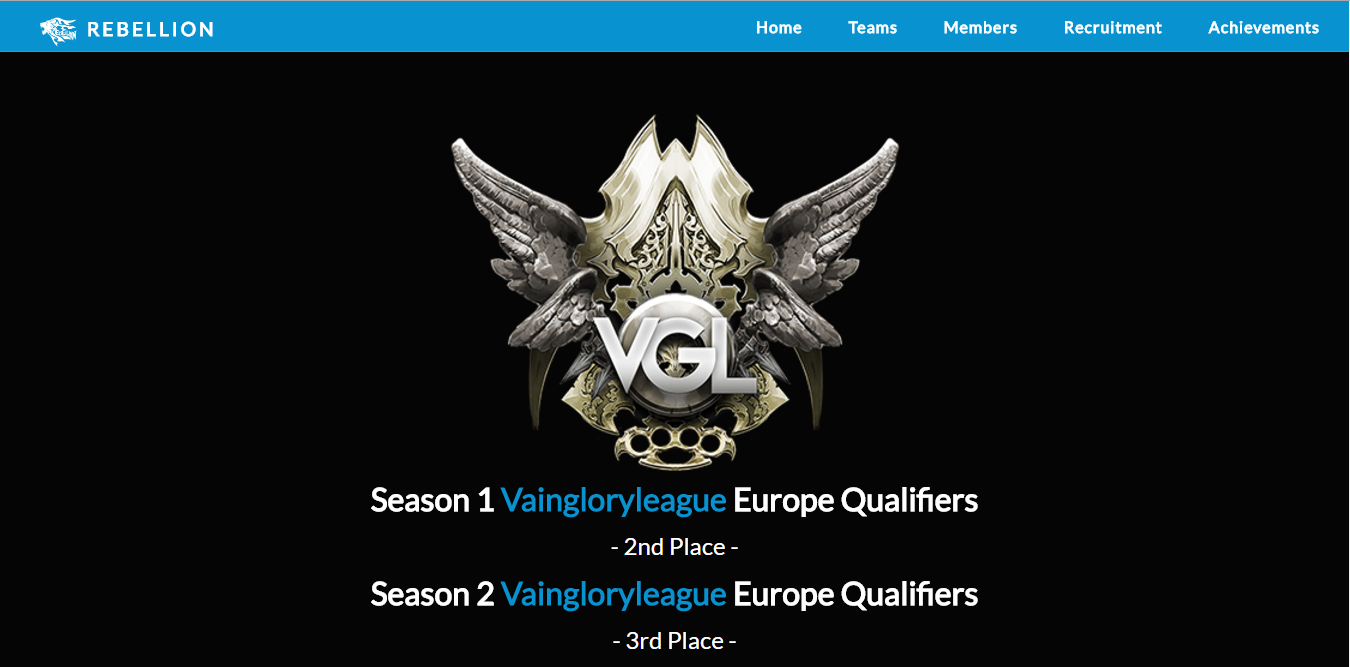 REBELLION
Home Teams Members Recruitment Achievements
VGL
Season 1 Vaingloryleague Europe Qualifiers
- 2nd Place -
Season 2 Vaingloryleague Europe Qualifiers
- 3rd Place -